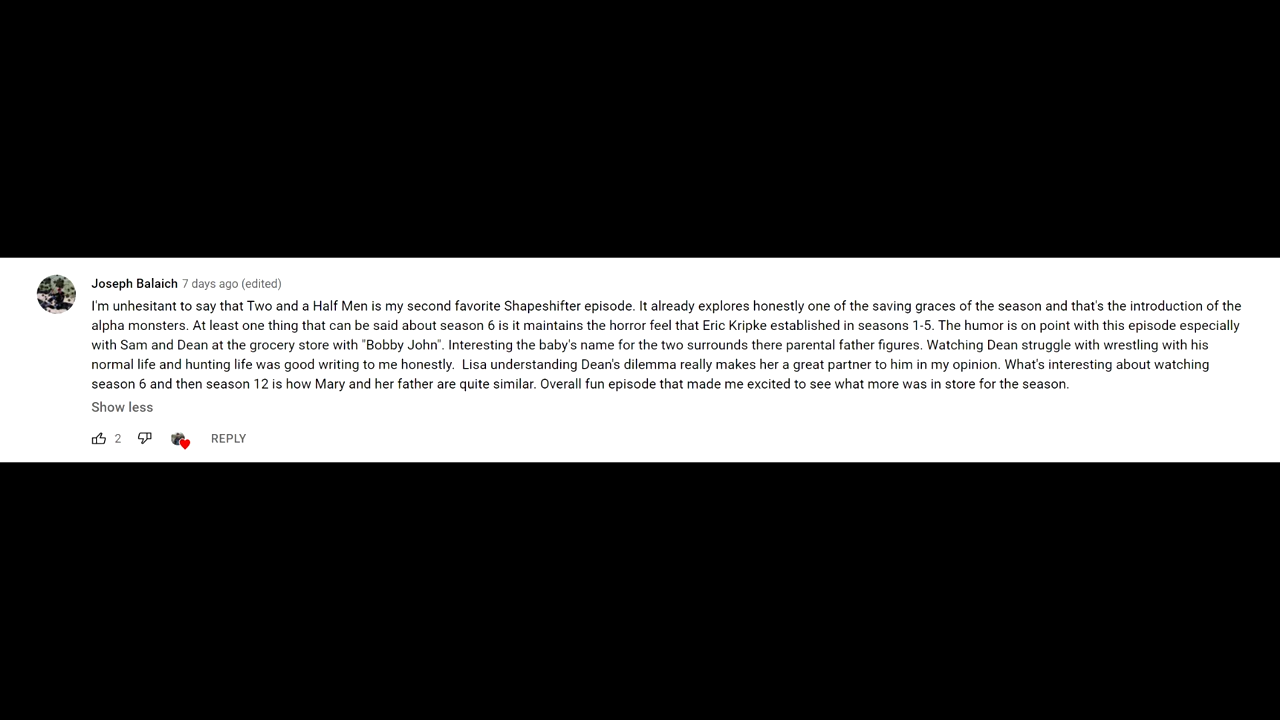 Joseph Balaich 7 days ago (edited)
I'm unhesitant to say that Two and a Half Men is my second favorite Shapeshifter episode. It already explores honestly one of the saving graces of the season and that's the introduction of the
alpha monsters. At least one thing that can be said about season 6 is it maintains the horror feel that Eric Kripke established in seasons 1-5. The humor is on point with this episode especially
with Sam and Dean at the grocery store with "Bobby John". Interesting the baby's name for the two surrounds there parental father figures. Watching Dean struggle with wrestling with his
normal life and hunting life was good writing to me honestly.  Lisa understanding Dean's dilemma really makes her a great partner to him in my opinion. What's interesting about watching
season 6 and then season 12 is how Mary and her father are quite similar. Overall fun episode that made me excited to see what more was in store for the season.
Show less
2 REPLY